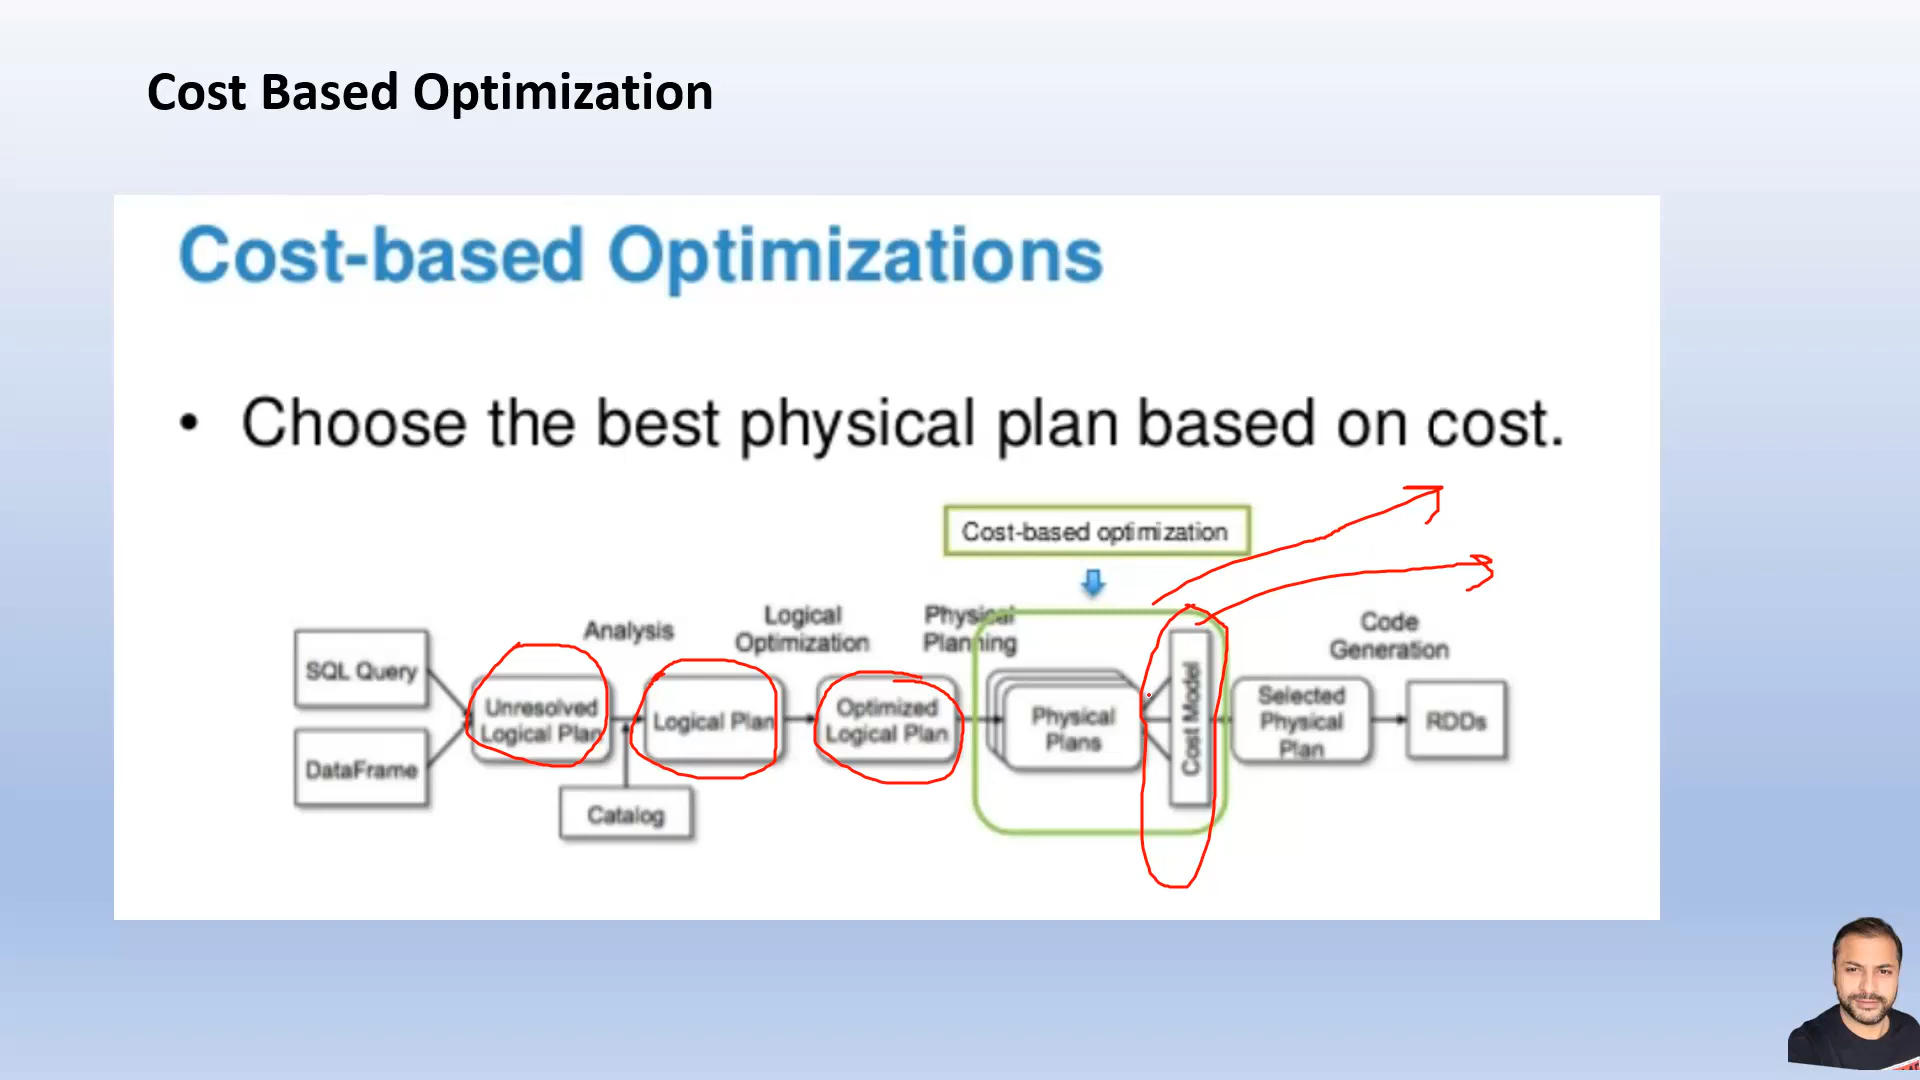 Cost Based Optimization
Cost-based Optimizations
• Choose the best physical plan based on cost.
Cost-based optimization
Analysis
Logical
Optimization
Physical
Planning
Code
Generation
SQL Query
DataFrame
Unresolved
Logical Plan
Catalog
Logical Plan
Optimized
Logical Plan
Physical
Plans
Cost Model
Selected
Physical
Plan
RDDs